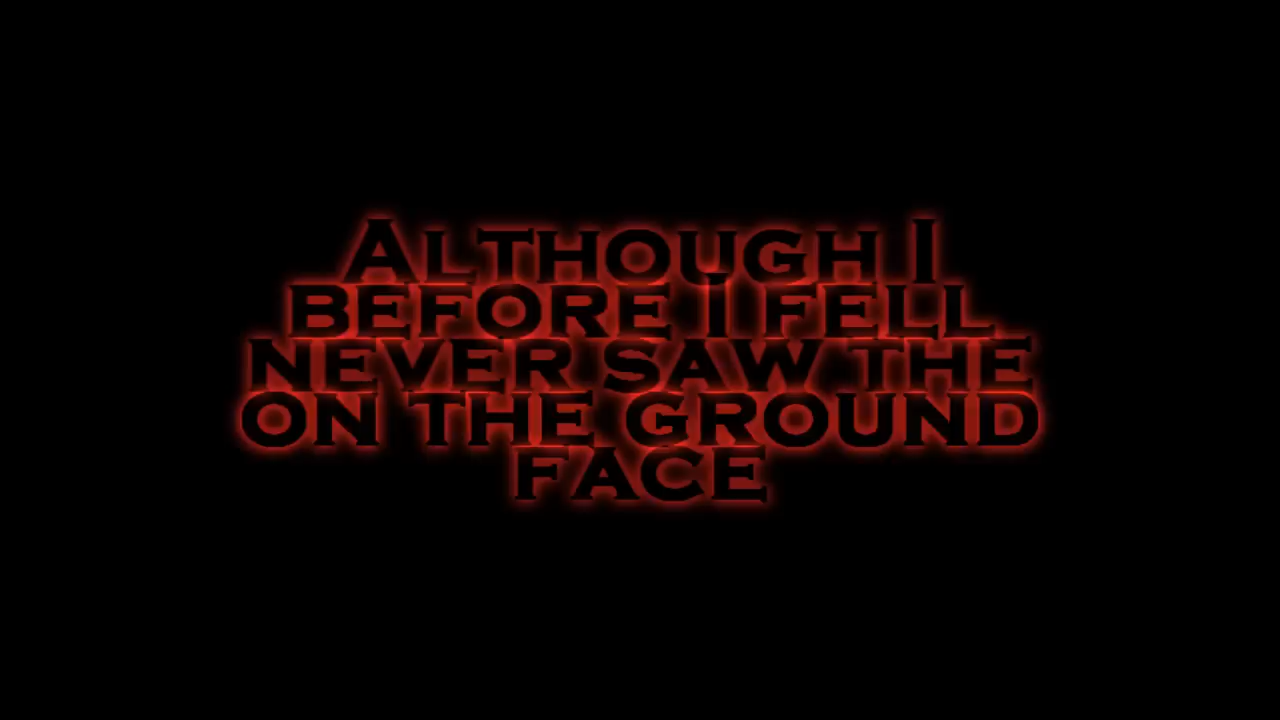 Although I
before I fell
never saw the
on the ground
face